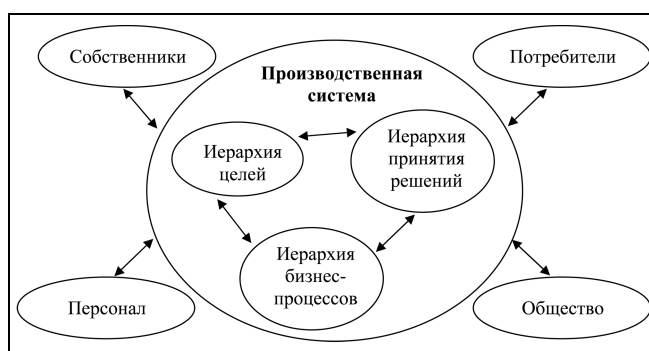 Собственники
Потребители
Производственная
система
Иерархия
целей
Иерархия
принятия
решений
Иерархия
бизнес-
процессов
Персонал
Общество